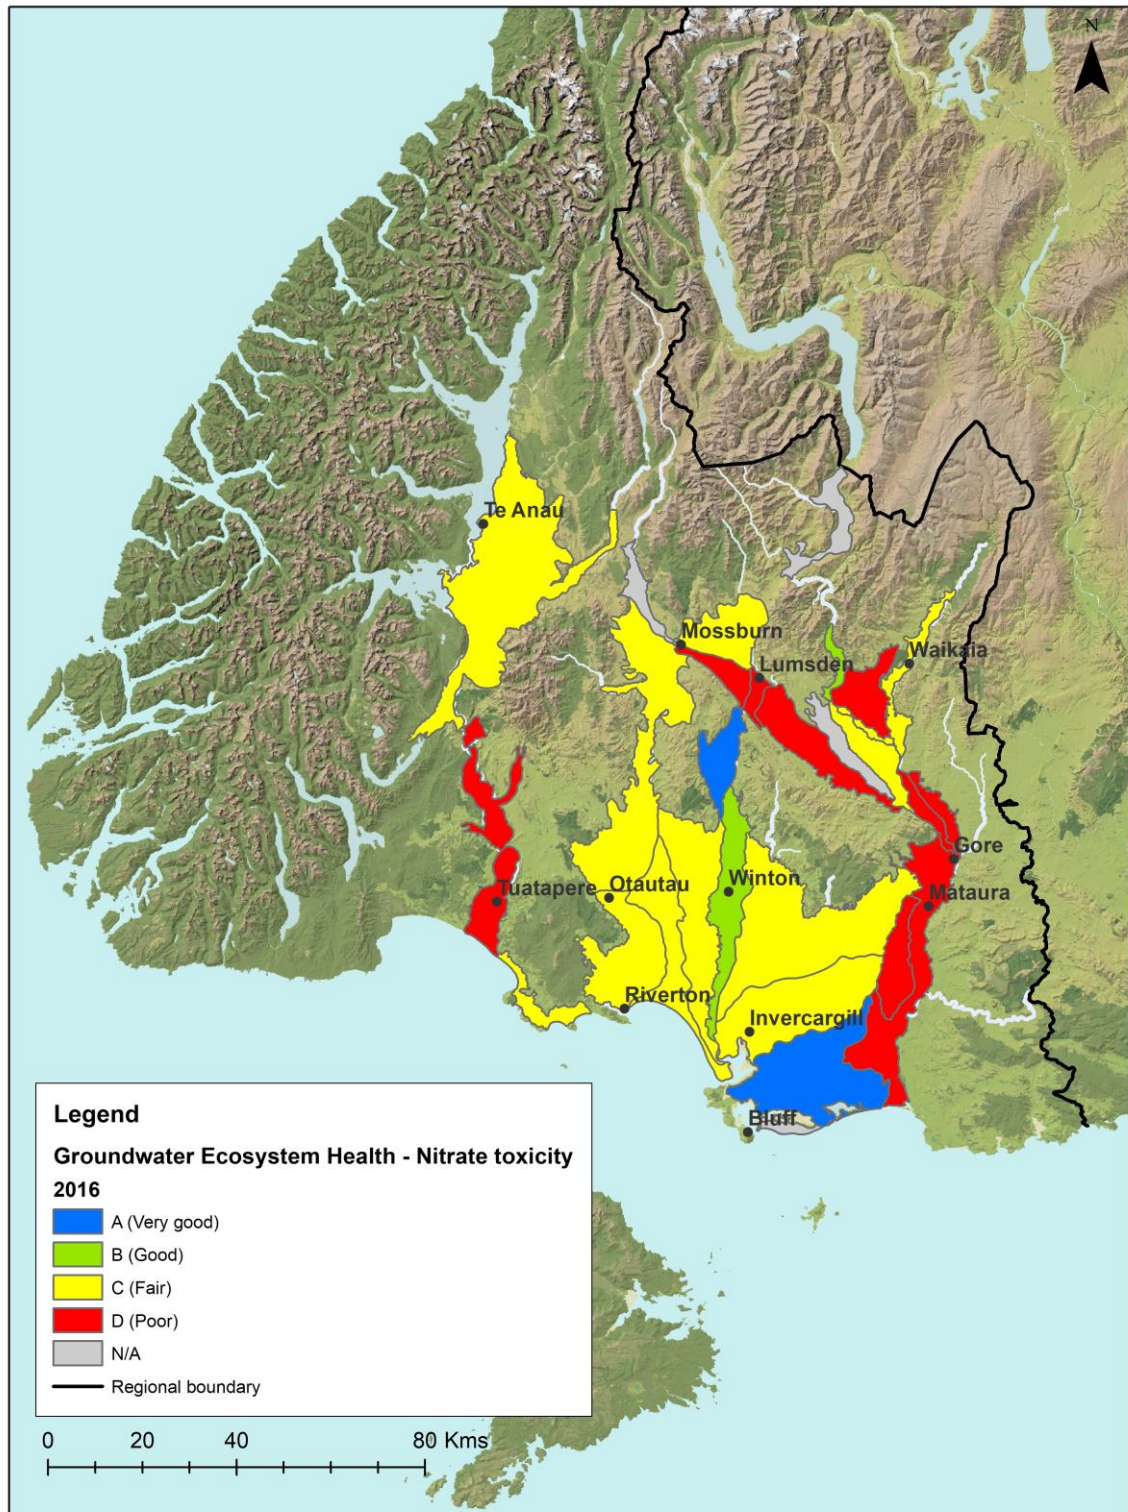 N
Te Anau
Mossburn
Lumsden
Waikaia
Gore
Mataura
Tuatapere
Otautau
Winton
Riverton
Invercargill
Bluff
Legend
Groundwater Ecosystem Health - Nitrate toxicity
2016
A (Very good)
B (Good)
C (Fair)
D (Poor)
N/A
Regional boundary
0 20 40 80 Kms